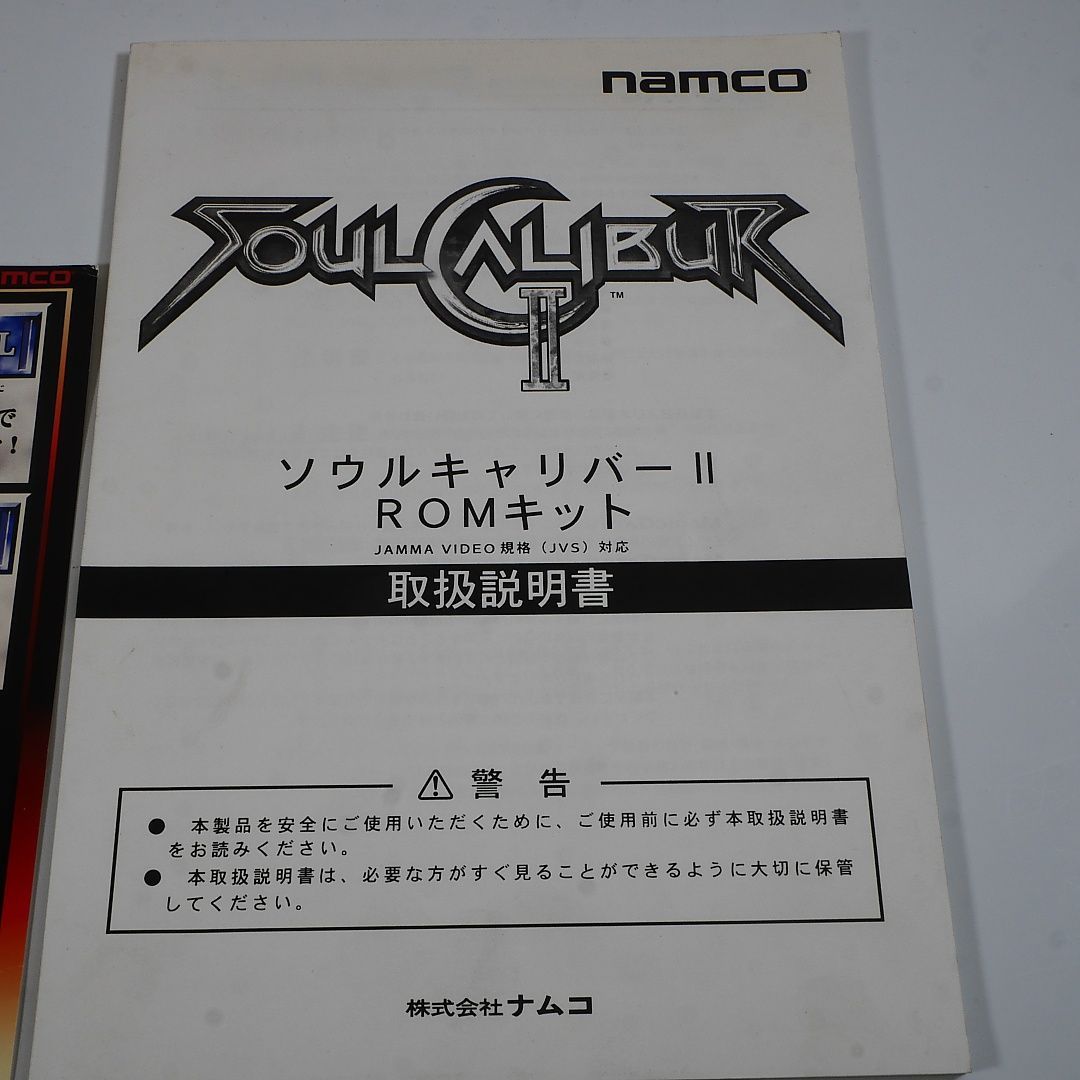 namco
SOULCALIBUR
II
TM
ソウルキャリバーⅡ
ROMキット
JAMMA VIDEO規格（JVS）対応
取扱説明書
⚠警告
● 本製品を安全にご使用いただくために、ご使用前に必ず本取扱説明書
をお読みください。
● 本取扱説明書は、必要な方がすぐ見ることができるように大切に保管
してください。
株式会社ナムコ
amco
L
に
で
!